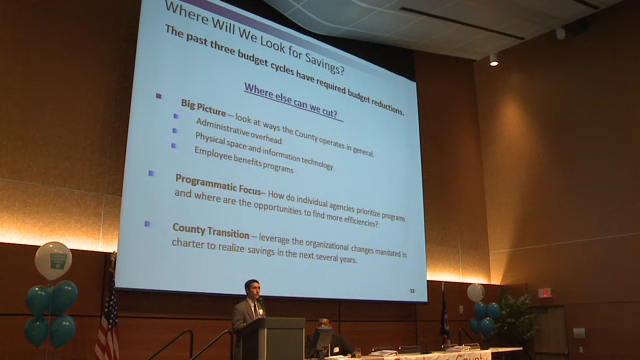 Where Will We Look for Savings?
The past three budget cycles have required budget reductions.
Where else can we cut?
Big Picture – look at ways the County operates in general.
Administrative overhead
Physical space and information technology
Employee benefits programs
Programmatic Focus– How do individual agencies prioritize programs
and where are the opportunities to find more efficiencies?
County Transition – leverage the organizational changes mandated in
charter to realize savings in the next several years.